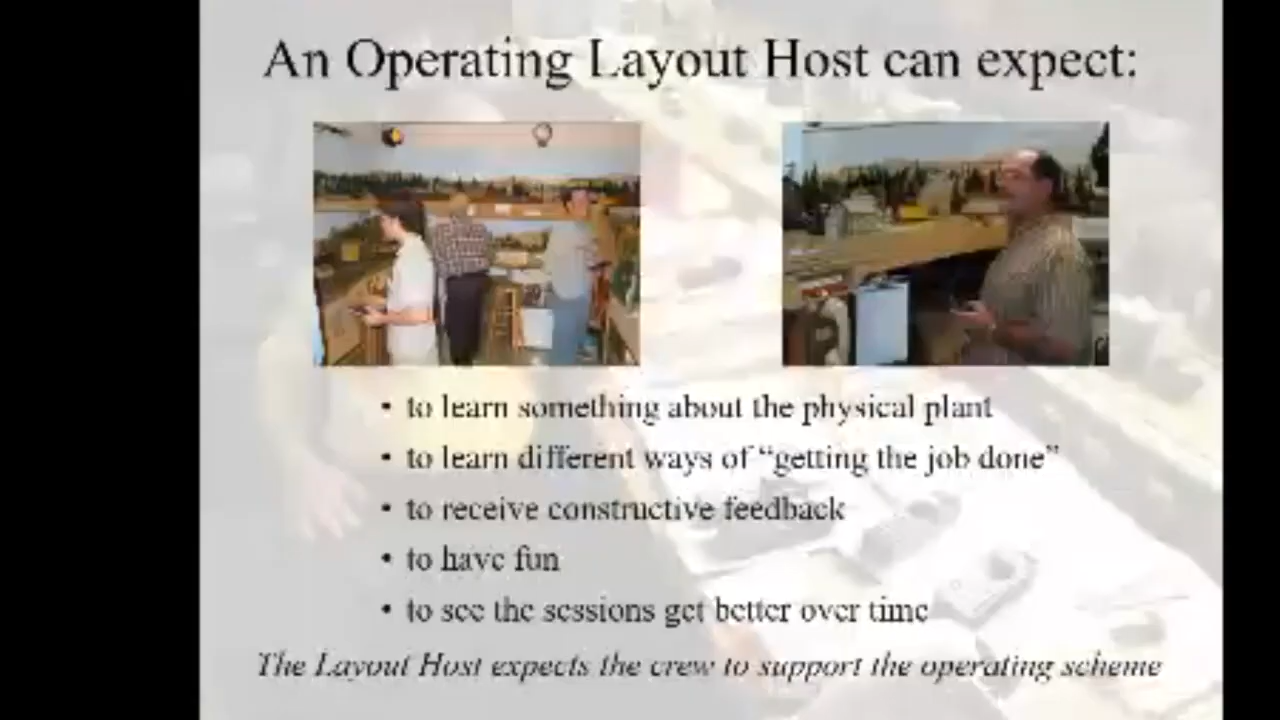 An Operating Layout Host can expect:
• to learn something about the physical plant
• to learn different ways of “getting the job done”
• to receive constructive feedback
• to have fun
• to see the sessions get better over time
The Layout Host expects the crew to support the operating scheme